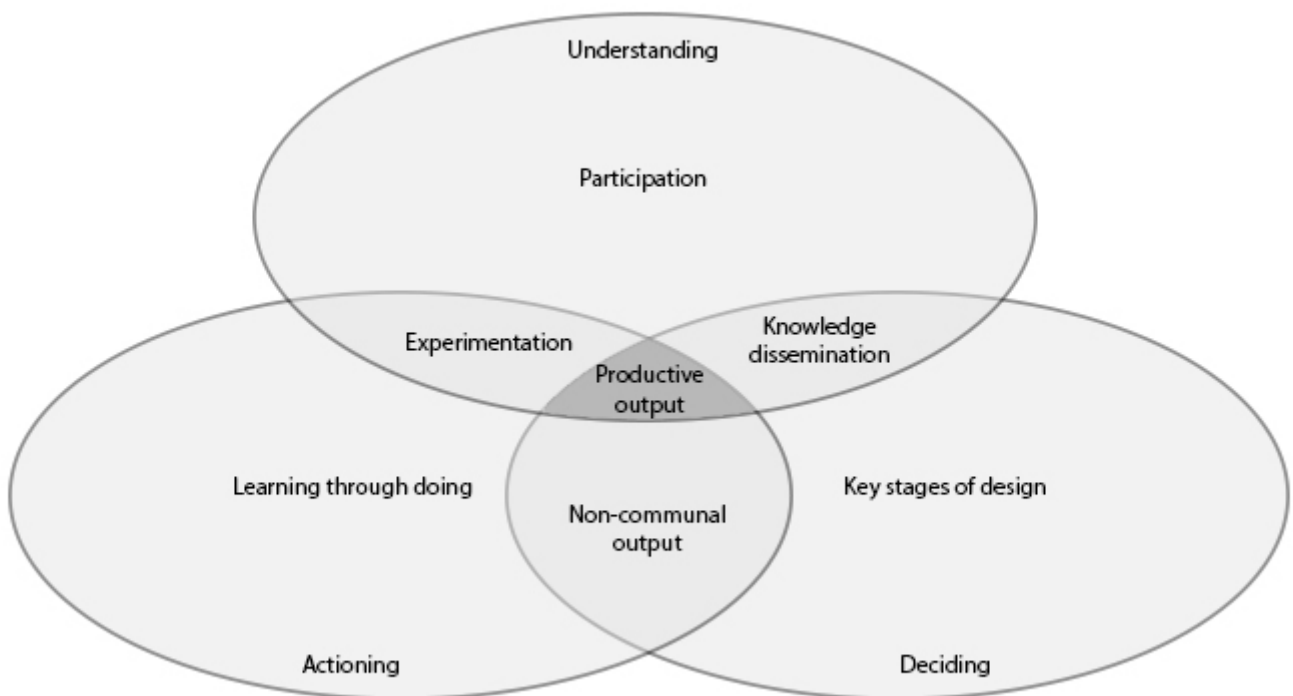 Understanding
Participation
Experimentation
Knowledge
dissemination
Productive
output
Learning through doing
Key stages of design
Non-communal
output
Actioning
Deciding